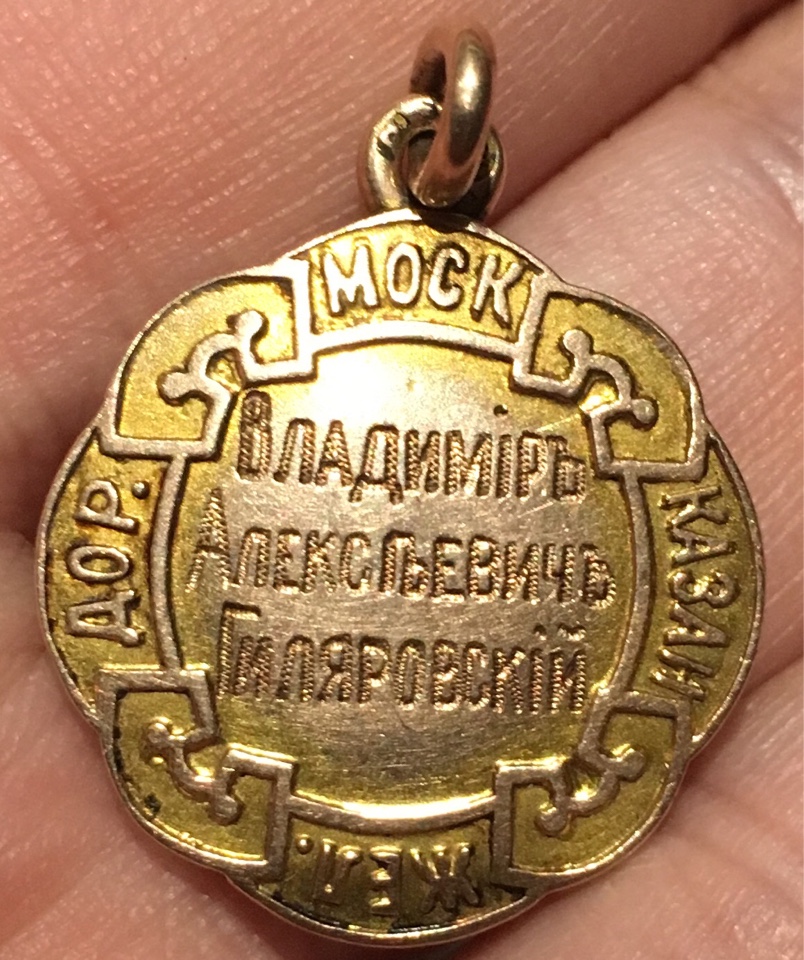 МОСК
КАЗАН
ЖЕЛ.
ДОР.
Владиміръ
Алексѣевичъ
Гиляровскій